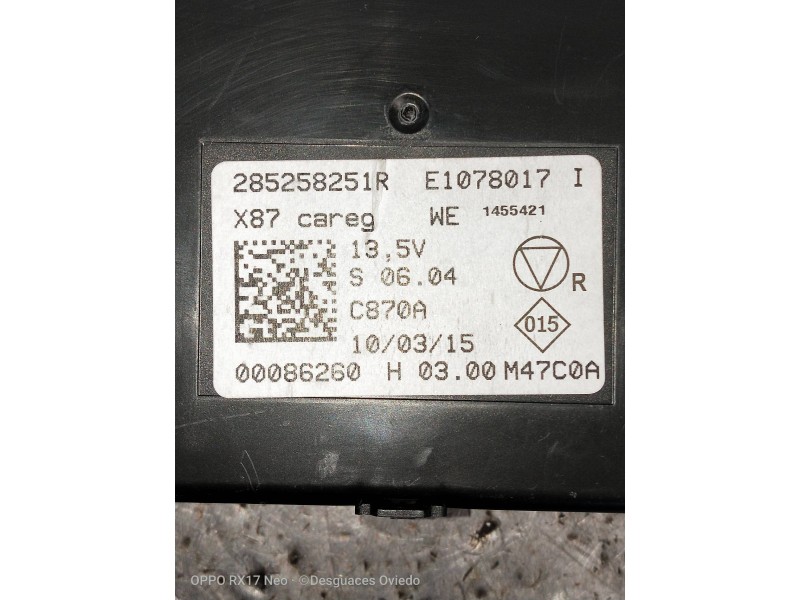 285258251R E1078017 I
X87 careg WE 1455421
13,5V
S 06.04
R
C870A
015
10/03/15
00086260 H 03.00 M47C0A
OPPO RX17 Neo · ©Desguaces Oviedo